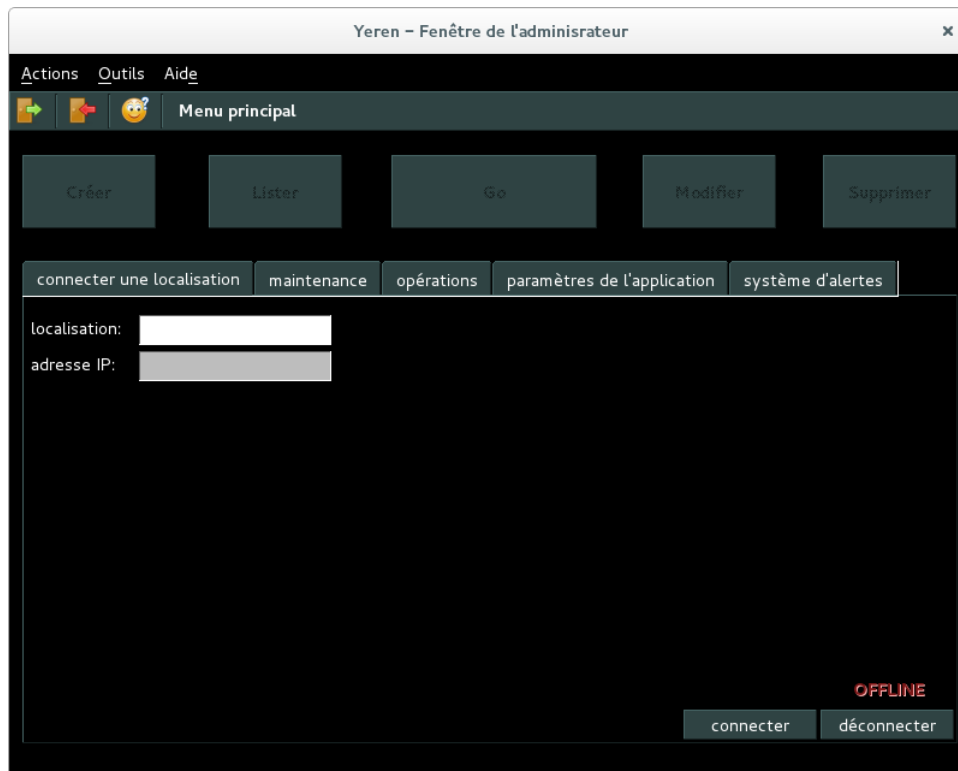 Yeren – Fenêtre de l'adminisrateur
Actions Outils Aide
Menu principal
Créer Lister Go Modifier Supprimer
connecter une localisation maintenance opérations paramètres de l'application système d'alertes
localisation:
adresse IP:
OFFLINE
connecter déconnecter